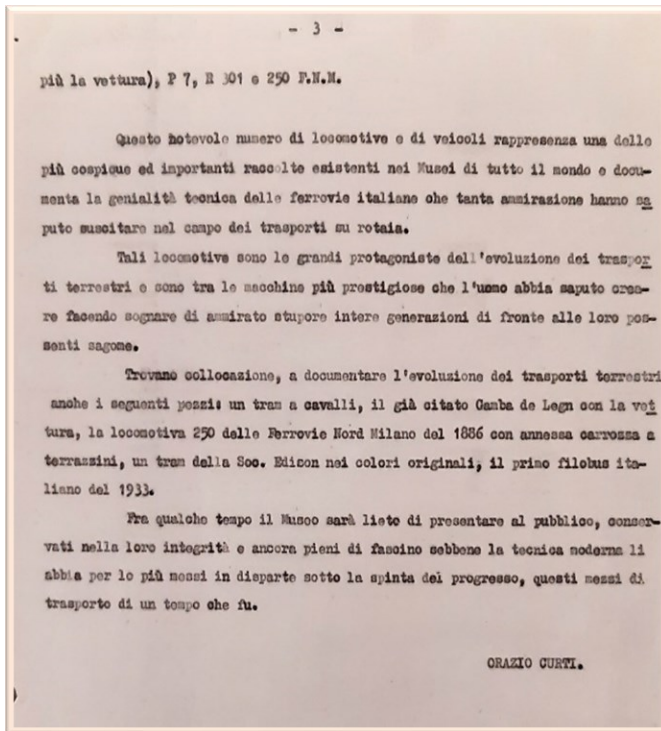 - 3 -
più la vettura), P 7, R 301 e 250 F.N.M.
Questo notevole numero di locomotive e di veicoli rappresenza una delle
più cospique ed importanti raccolte esistenti nei Musei di tutto il mondo e docu-
menta la genialità tecnica delle ferrovie italiane che tanta ammirazione hanno sa
puto suscitare nel campo dei trasporti su rotaia.
Tali locomotive sono le grandi protagoniste dell'evoluzione dei traspor
ti terrestri e sono tra le macchine più prestigiose che l'uomo abbia saputo crea-
re facendo sognare di ammirato stupore intere generazioni di fronte alle loro pos-
senti sagome.
Trovano collocazione, a documentare l'evoluzione dei trasporti terrestri
anche i seguenti pezzi: un tram a cavalli, il già citato Gamba de Legn con la vet
tura, la locomotiva 250 delle Ferrovie Nord Milano del 1886 con annessa carrozza a
terrazzini, un tram della Soc. Edison nei colori originali, il primo filobus ita-
liano del 1933.
Fra qualche tempo il Museo sarà lieto di presentare al pubblico, conser-
vati nella loro integrità e ancora pieni di fascino sebbene la tecnica moderna li
abbia per lo più messi in disparte sotto la spinta del progresso, questi mezzi di
trasporto di un tempo che fu.
ORAZIO CURTI.